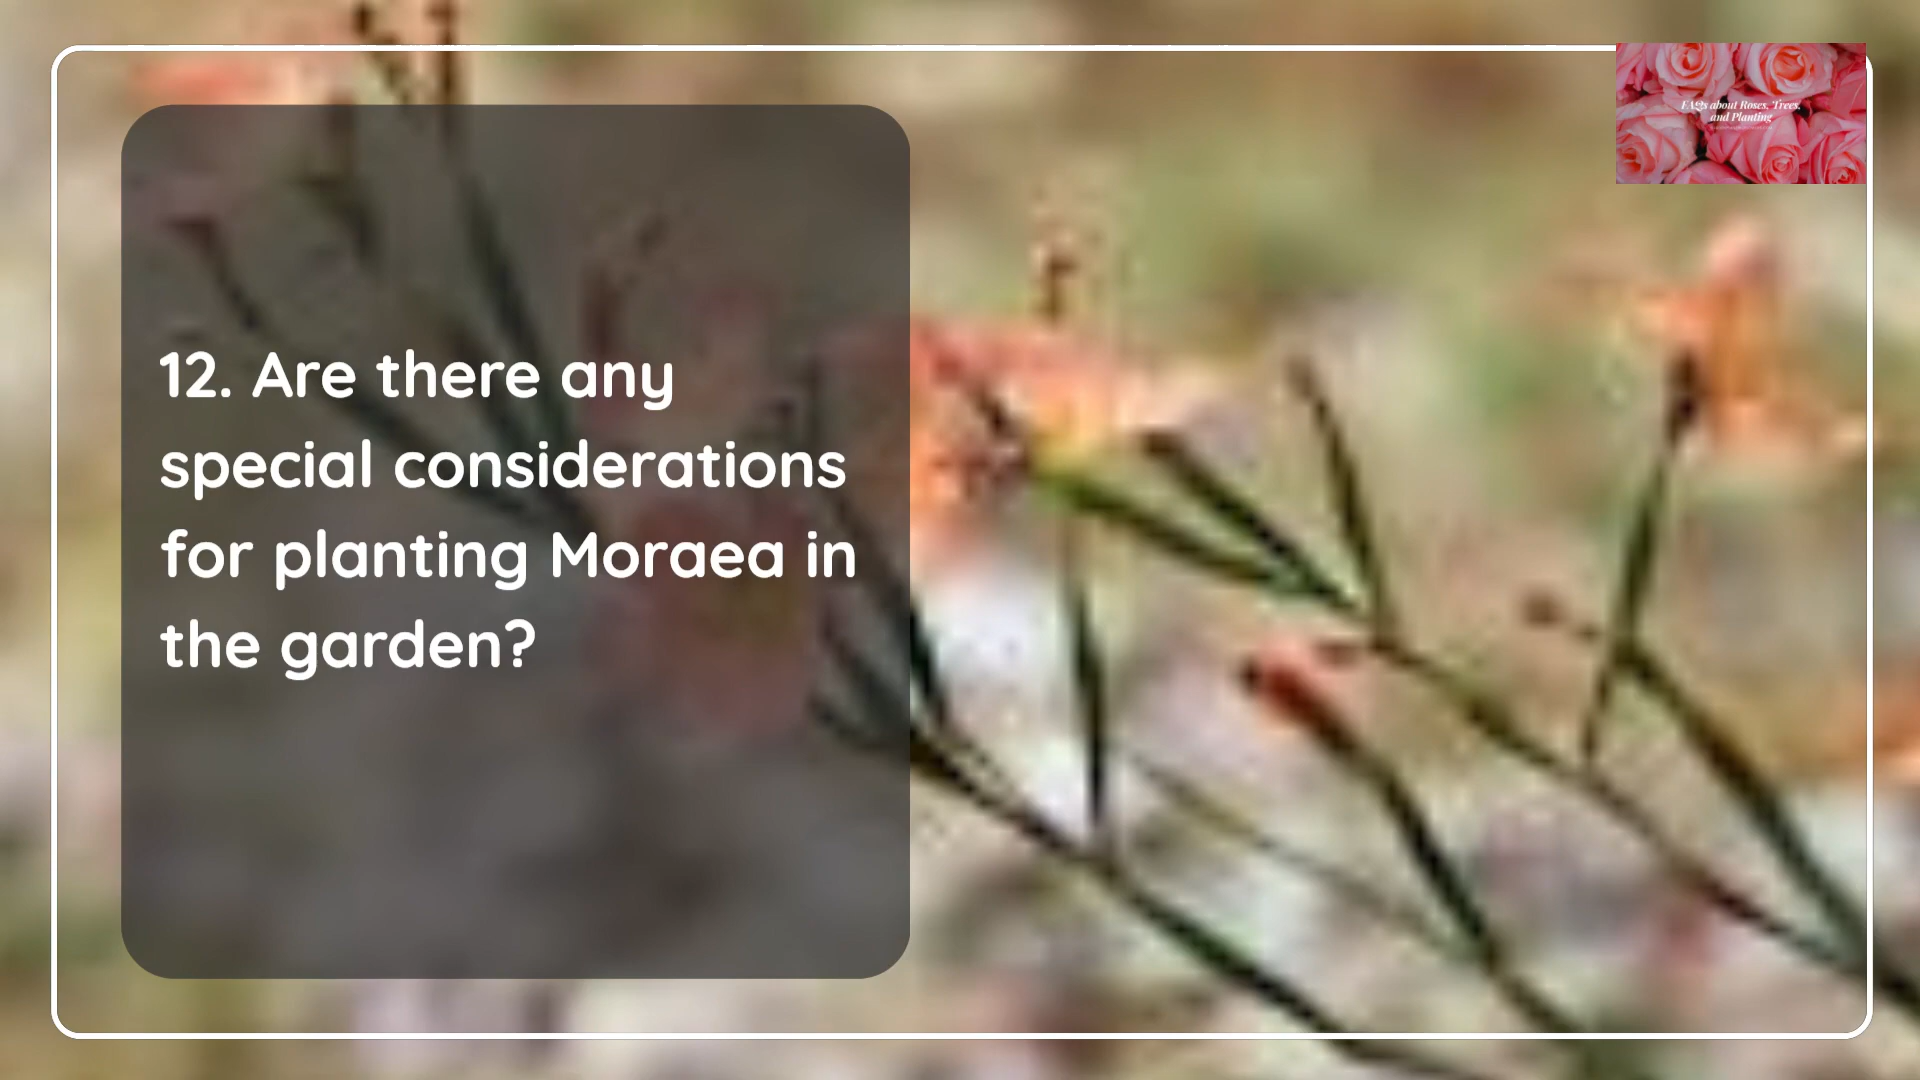 12. Are there any
special considerations
for planting Moraea in
the garden?
FAQs about Roses, Trees,
and Planting